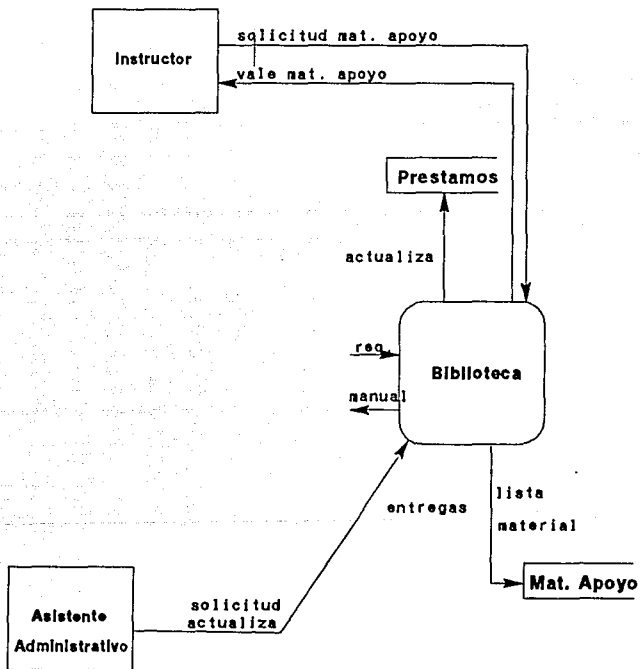 solicitud mat. apoyo
Instructor
vale mat. apoyo
Prestamos
actualiza
req
Biblioteca
manual
entregas
lista
material
Mat. Apoyo
solicitud
actualiza
Asistente
Administrativo